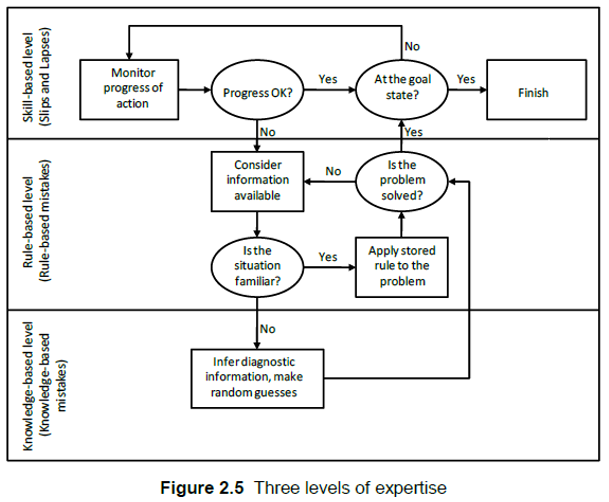 Skill-based level
(Slips and Lapses)
No
Monitor
progress of
action
Progress OK?
Yes
At the goal
state?
Yes
Finish
No
Yes
Rule-based level
(Rule-based mistakes)
Consider
information
available
No
Is the
problem
solved?
Is the
situation
familiar?
Yes
Apply stored
rule to the
problem
No
Knowledge-based level
(Knowledge-based
mistakes)
Infer diagnostic
information, make
random guesses
Figure 2.5 Three levels of expertise